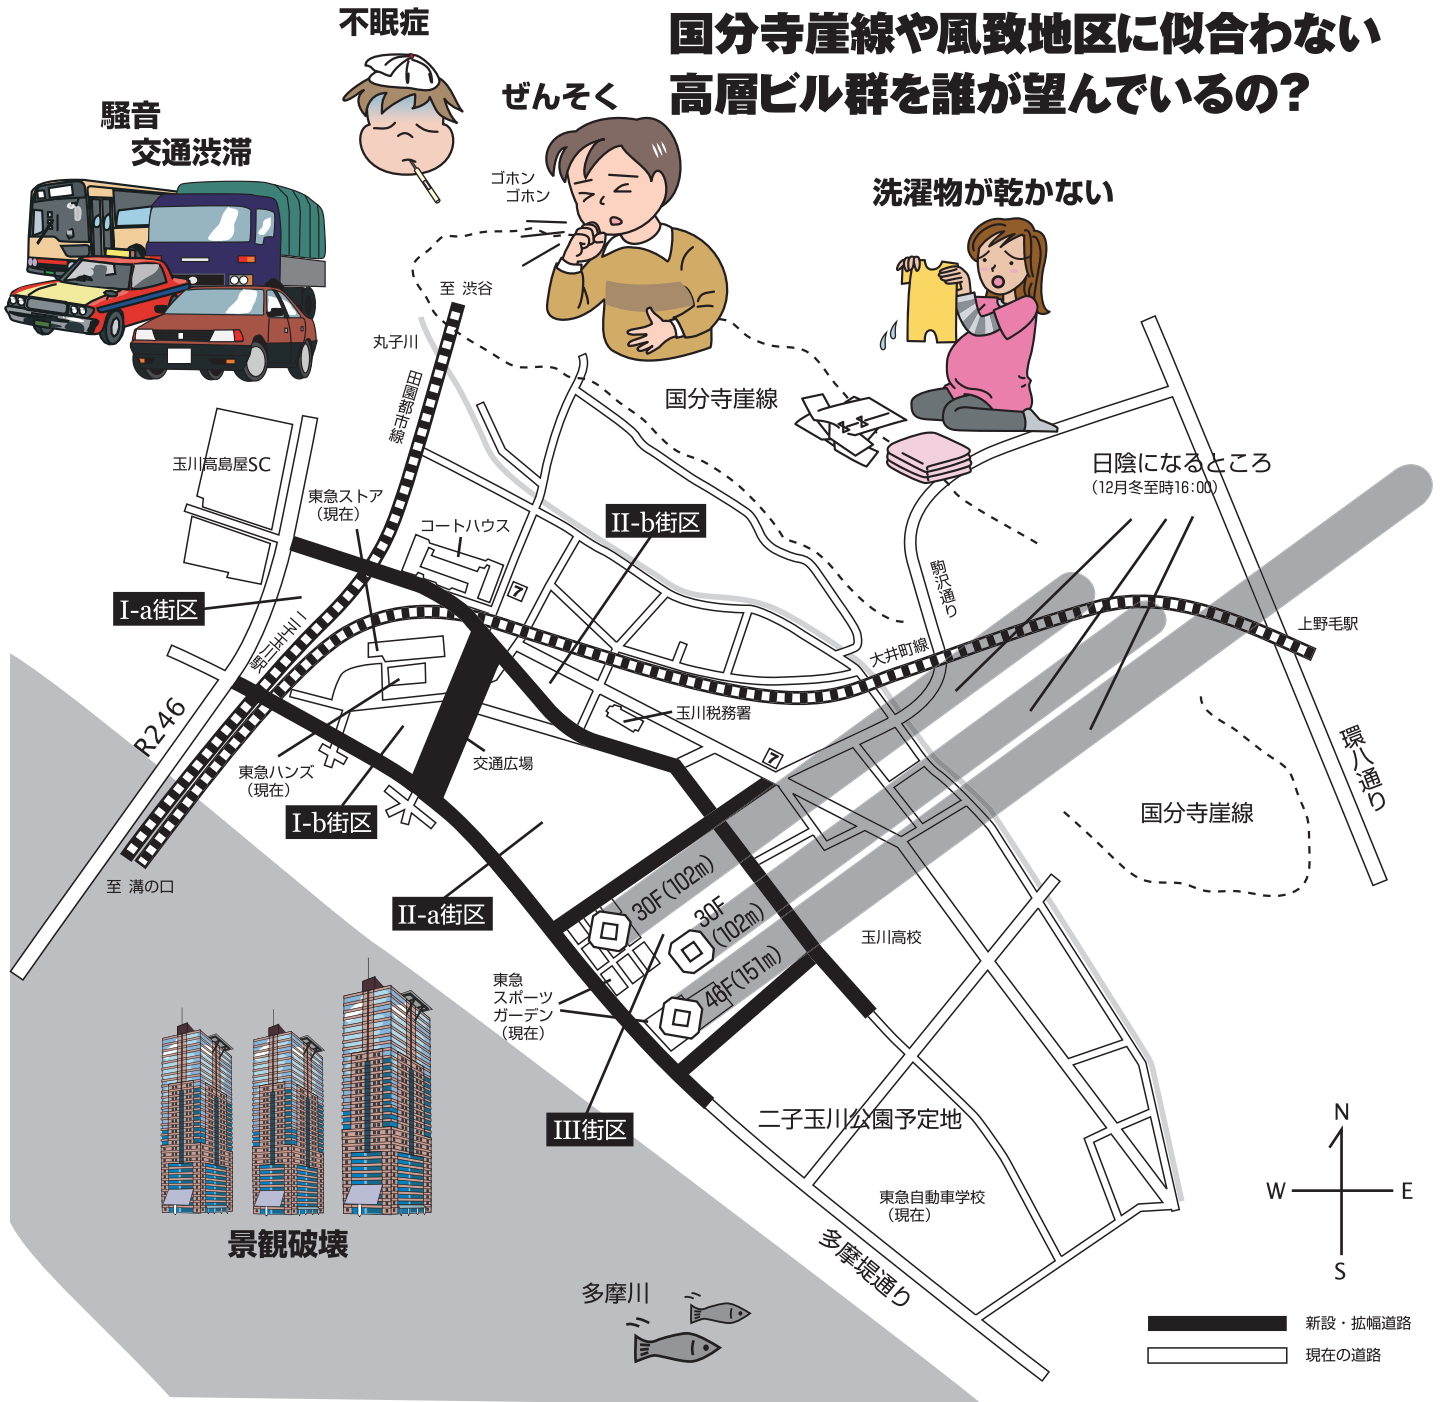 国分寺崖線や風致地区に似合わない
高層ビル群を誰が望んでいるの?
不眠症
ぜんそく
ゴホン
ゴホン
騒音
交通渋滞
洗濯物が乾かない
至 渋谷
丸子川
田園都市線
国分寺崖線
玉川高島屋SC
東急ストア
(現在)
コートハウス
II-b街区
日陰になるところ
(12月冬至時16:00)
7
駒沢通り
I-a街区
二子玉川駅
大井町線
上野毛駅
R246
玉川税務署
東急ハンズ
(現在)
交通広場
7
環八通り
I-b街区
国分寺崖線
至 溝の口
II-a街区
30F(102m)
30F
(102m)
46F(151m)
玉川高校
東急
スポーツ
ガーデン
(現在)
III街区
二子玉川公園予定地
東急自動車学校
(現在)
景観破壊
多摩堤通り
多摩川
N
W
E
S
新設・拡幅道路
現在の道路